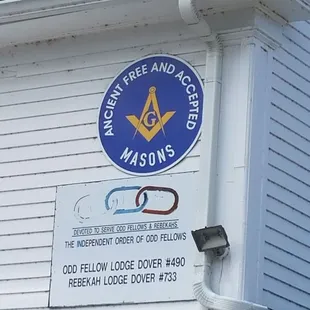 ANCIENT FREE AND ACCEPTED
G
MASONS
DEVOTED TO SERVE ODD FELLOWS & REBEKAHS
THE INDEPENDENT ORDER OF ODD FELLOWS
ODD FELLOW LODGE DOVER #490
REBEKAH LODGE DOVER #733